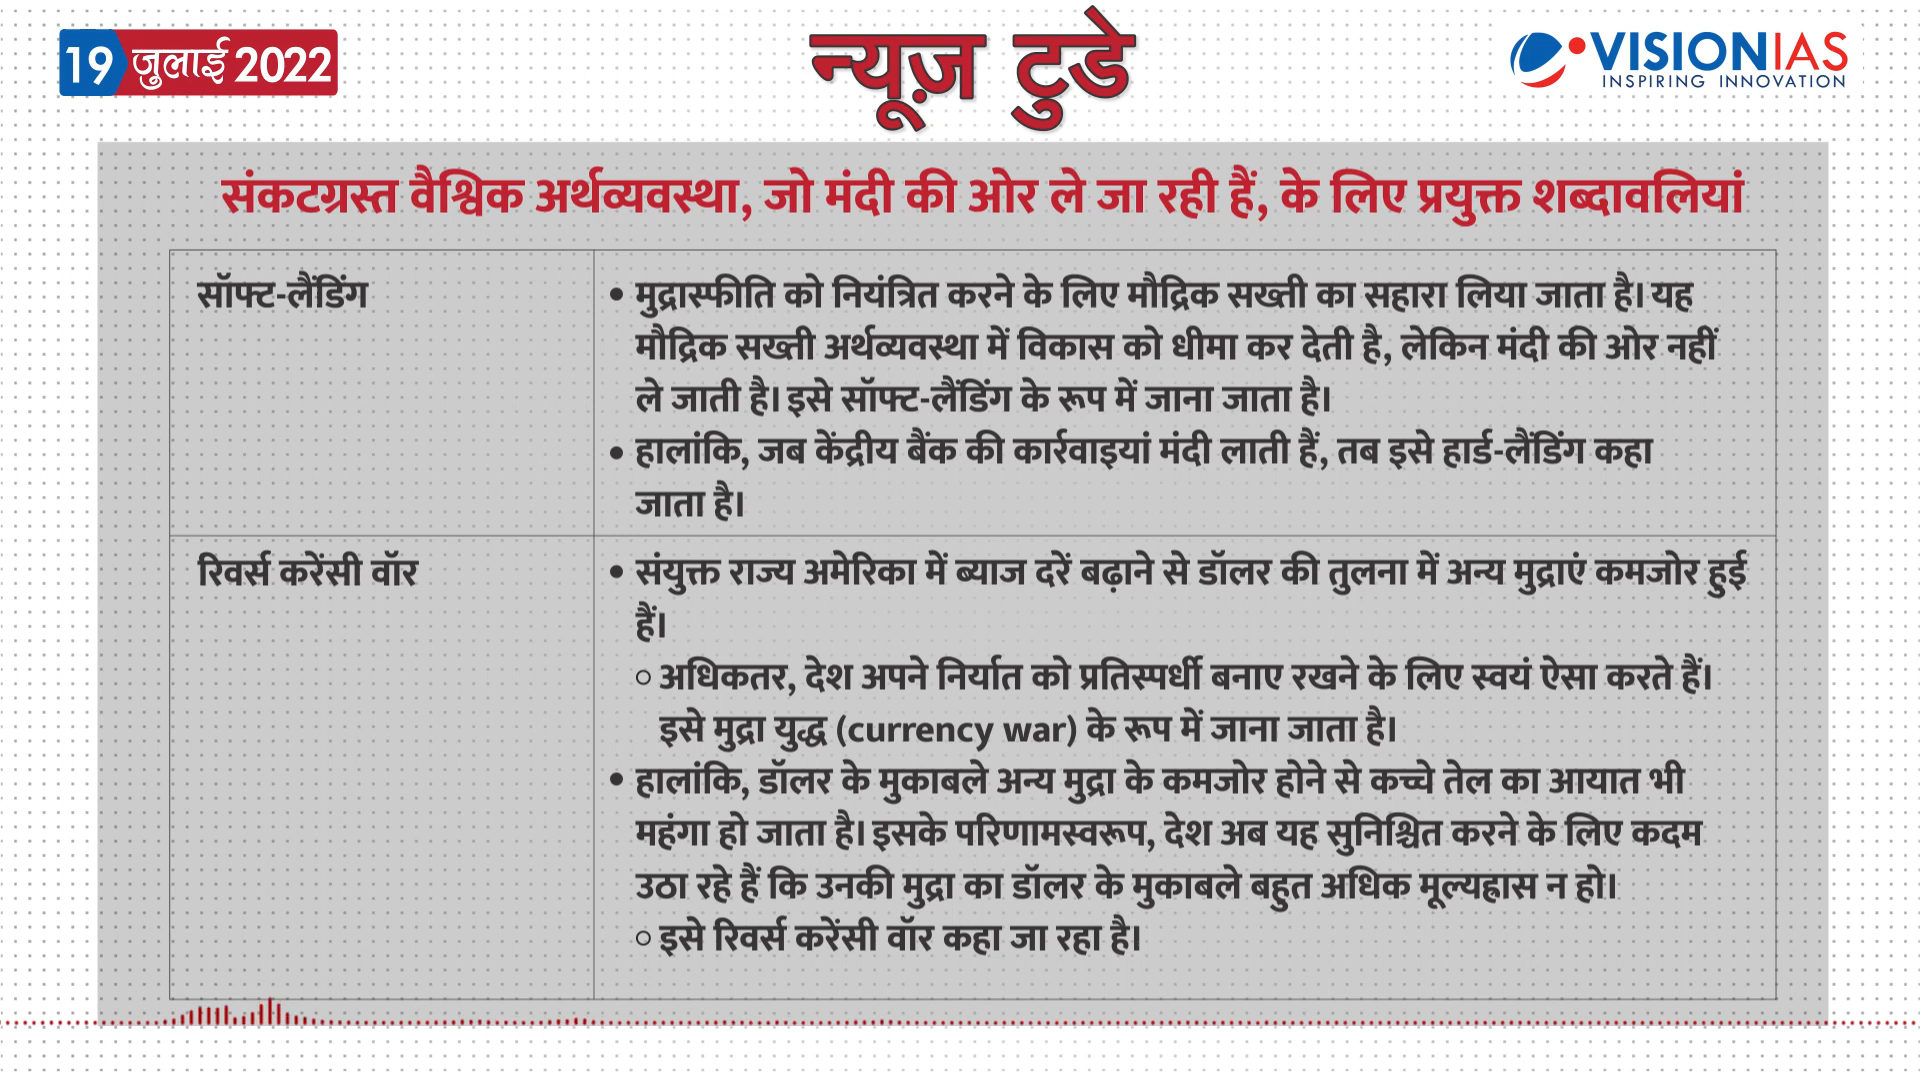 19 जुलाई 2022
न्यूज़ टुडे
VISIONIAS
INSPIRING INNOVATION
संकटग्रस्त वैश्विक अर्थव्यवस्था, जो मंदी की ओर ले जा रही हैं, के लिए प्रयुक्त शब्दावलियां
सॉफ्ट-लैंडिंग
• मुद्रास्फीति को नियंत्रित करने के लिए मौद्रिक सख्ती का सहारा लिया जाता है। यह
मौद्रिक सख्ती अर्थव्यवस्था में विकास को धीमा कर देती है, लेकिन मंदी की ओर नहीं
ले जाती है। इसे सॉफ्ट-लैंडिंग के रूप में जाना जाता है।
• हालांकि, जब केंद्रीय बैंक की कार्रवाइयां मंदी लाती हैं, तब इसे हार्ड-लैंडिंग कहा
जाता है।
रिवर्स करेंसी वॉर
• संयुक्त राज्य अमेरिका में ब्याज दरें बढ़ाने से डॉलर की तुलना में अन्य मुद्राएं कमजोर हुई
हैं।
○ अधिकतर, देश अपने निर्यात को प्रतिस्पर्धी बनाए रखने के लिए स्वयं ऐसा करते हैं।
इसे मुद्रा युद्ध (currency war) के रूप में जाना जाता है।
• हालांकि, डॉलर के मुकाबले अन्य मुद्रा के कमजोर होने से कच्चे तेल का आयात भी
महंगा हो जाता है। इसके परिणामस्वरूप, देश अब यह सुनिश्चित करने के लिए कदम
उठा रहे हैं कि उनकी मुद्रा का डॉलर के मुकाबले बहुत अधिक मूल्यह्रास न हो।
○ इसे रिवर्स करेंसी वॉर कहा जा रहा है।